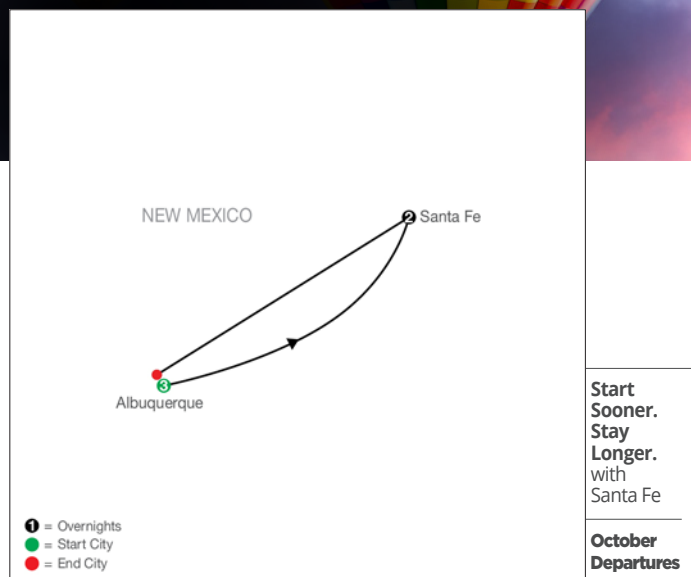 NEW MEXICO
2 Santa Fe
3
Albuquerque
1 = Overnights
= Start City
= End City
Start
Sooner.
Stay
Longer.
with
Santa Fe
October
Departures